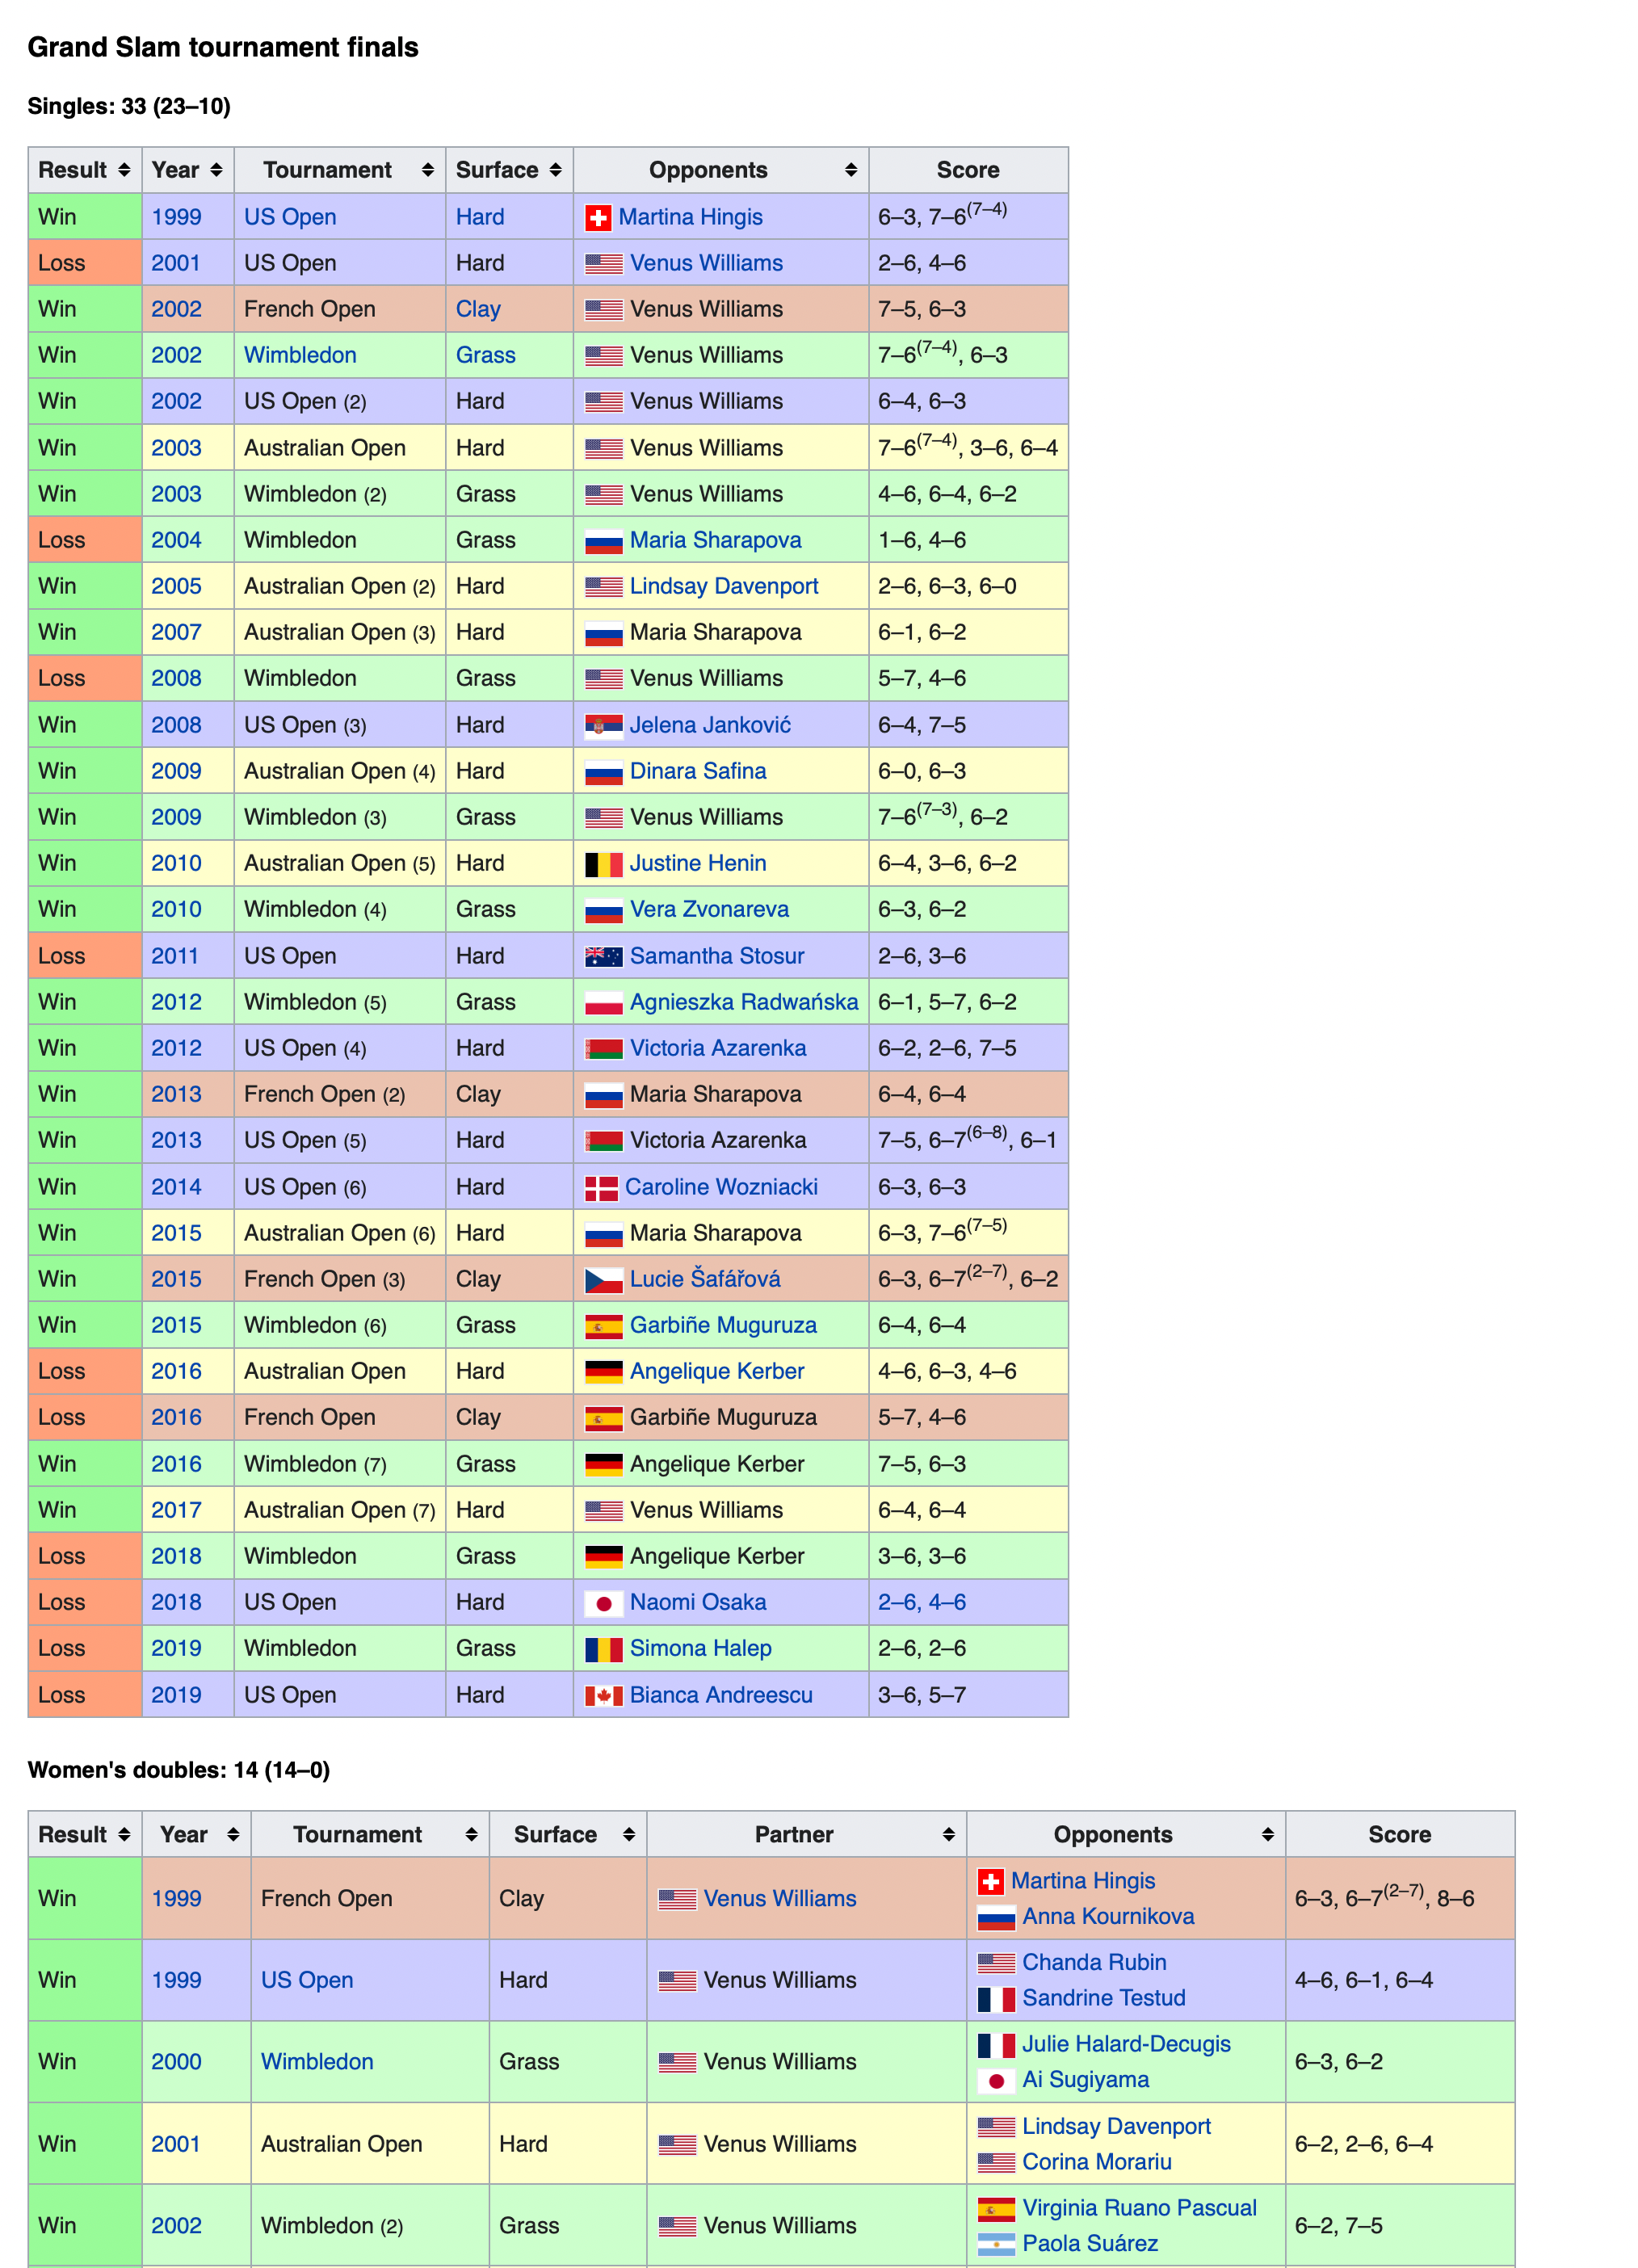 Grand Slam tournament finals
Singles: 33 (23–10)
Result Year Tournament Surface Opponents Score
Win 1999 US Open Hard Martina Hingis 6–3, 7–6(7–4)
Loss 2001 US Open Hard Venus Williams 2–6, 4–6
Win 2002 French Open Clay Venus Williams 7–5, 6–3
Win 2002 Wimbledon Grass Venus Williams 7–6(7–4), 6–3
Win 2002 US Open (2) Hard Venus Williams 6–4, 6–3
Win 2003 Australian Open Hard Venus Williams 7–6(7–4), 3–6, 6–4
Win 2003 Wimbledon (2) Grass Venus Williams 4–6, 6–4, 6–2
Loss 2004 Wimbledon Grass Maria Sharapova 1–6, 4–6
Win 2005 Australian Open (2) Hard Lindsay Davenport 2–6, 6–3, 6–0
Win 2007 Australian Open (3) Hard Maria Sharapova 6–1, 6–2
Loss 2008 Wimbledon Grass Venus Williams 5–7, 4–6
Win 2008 US Open (3) Hard Jelena Janković 6–4, 7–5
Win 2009 Australian Open (4) Hard Dinara Safina 6–0, 6–3
Win 2009 Wimbledon (3) Grass Venus Williams 7–6(7–3), 6–2
Win 2010 Australian Open (5) Hard Justine Henin 6–4, 3–6, 6–2
Win 2010 Wimbledon (4) Grass Vera Zvonareva 6–3, 6–2
Loss 2011 US Open Hard Samantha Stosur 2–6, 3–6
Win 2012 Wimbledon (5) Grass Agnieszka Radwańska 6–1, 5–7, 6–2
Win 2012 US Open (4) Hard Victoria Azarenka 6–2, 2–6, 7–5
Win 2013 French Open (2) Clay Maria Sharapova 6–4, 6–4
Win 2013 US Open (5) Hard Victoria Azarenka 7–5, 6–7(6–8), 6–1
Win 2014 US Open (6) Hard Caroline Wozniacki 6–3, 6–3
Win 2015 Australian Open (6) Hard Maria Sharapova 6–3, 7–6(7–5)
Win 2015 French Open (3) Clay Lucie Šafářová 6–3, 6–7(2–7), 6–2
Win 2015 Wimbledon (6) Grass Garbiñe Muguruza 6–4, 6–4
Loss 2016 Australian Open Hard Angelique Kerber 4–6, 6–3, 4–6
Loss 2016 French Open Clay Garbiñe Muguruza 5–7, 4–6
Win 2016 Wimbledon (7) Grass Angelique Kerber 7–5, 6–3
Win 2017 Australian Open (7) Hard Venus Williams 6–4, 6–4
Loss 2018 Wimbledon Grass Angelique Kerber 3–6, 3–6
Loss 2018 US Open Hard Naomi Osaka 2–6, 4–6
Loss 2019 Wimbledon Grass Simona Halep 2–6, 2–6
Loss 2019 US Open Hard Bianca Andreescu 3–6, 5–7
Women's doubles: 14 (14–0)
Result Year Tournament Surface Partner Opponents Score
Win 1999 French Open Clay Venus Williams Martina Hingis
Anna Kournikova 6–3, 6–7(2–7), 8–6
Win 1999 US Open Hard Venus Williams Chanda Rubin
Sandrine Testud 4–6, 6–1, 6–4
Win 2000 Wimbledon Grass Venus Williams Julie Halard-Decugis
Ai Sugiyama 6–3, 6–2
Win 2001 Australian Open Hard Venus Williams Lindsay Davenport
Corina Morariu 6–2, 2–6, 6–4
Win 2002 Wimbledon (2) Grass Venus Williams Virginia Ruano Pascual
Paola Suárez 6–2, 7–5